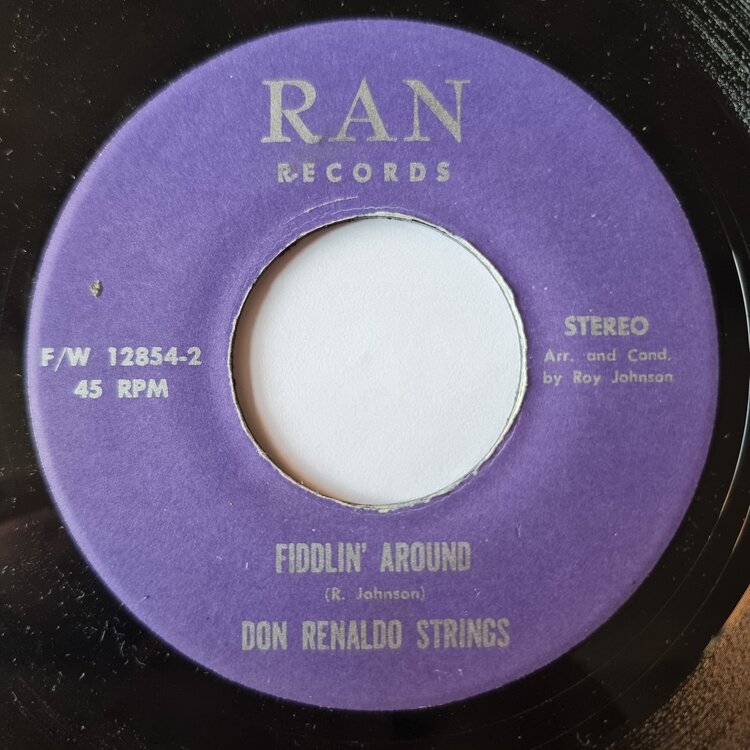 RAN
RECORDS
F/W 12854-2
45 RPM
STEREO
Arr. and Cond.
by Roy Johnson
FIDDLIN' AROUND
(R. Johnson)
DON RENALDO STRINGS